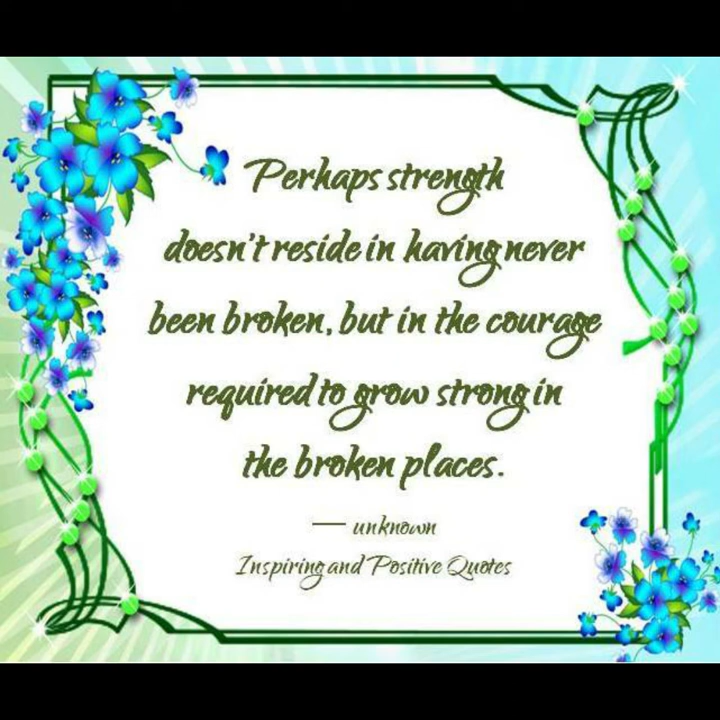 Perhaps strength
doesn't reside in having never
been broken, but in the courage
required to grow strong in
the broken places.
— unknown
Inspiring and Positive Quotes